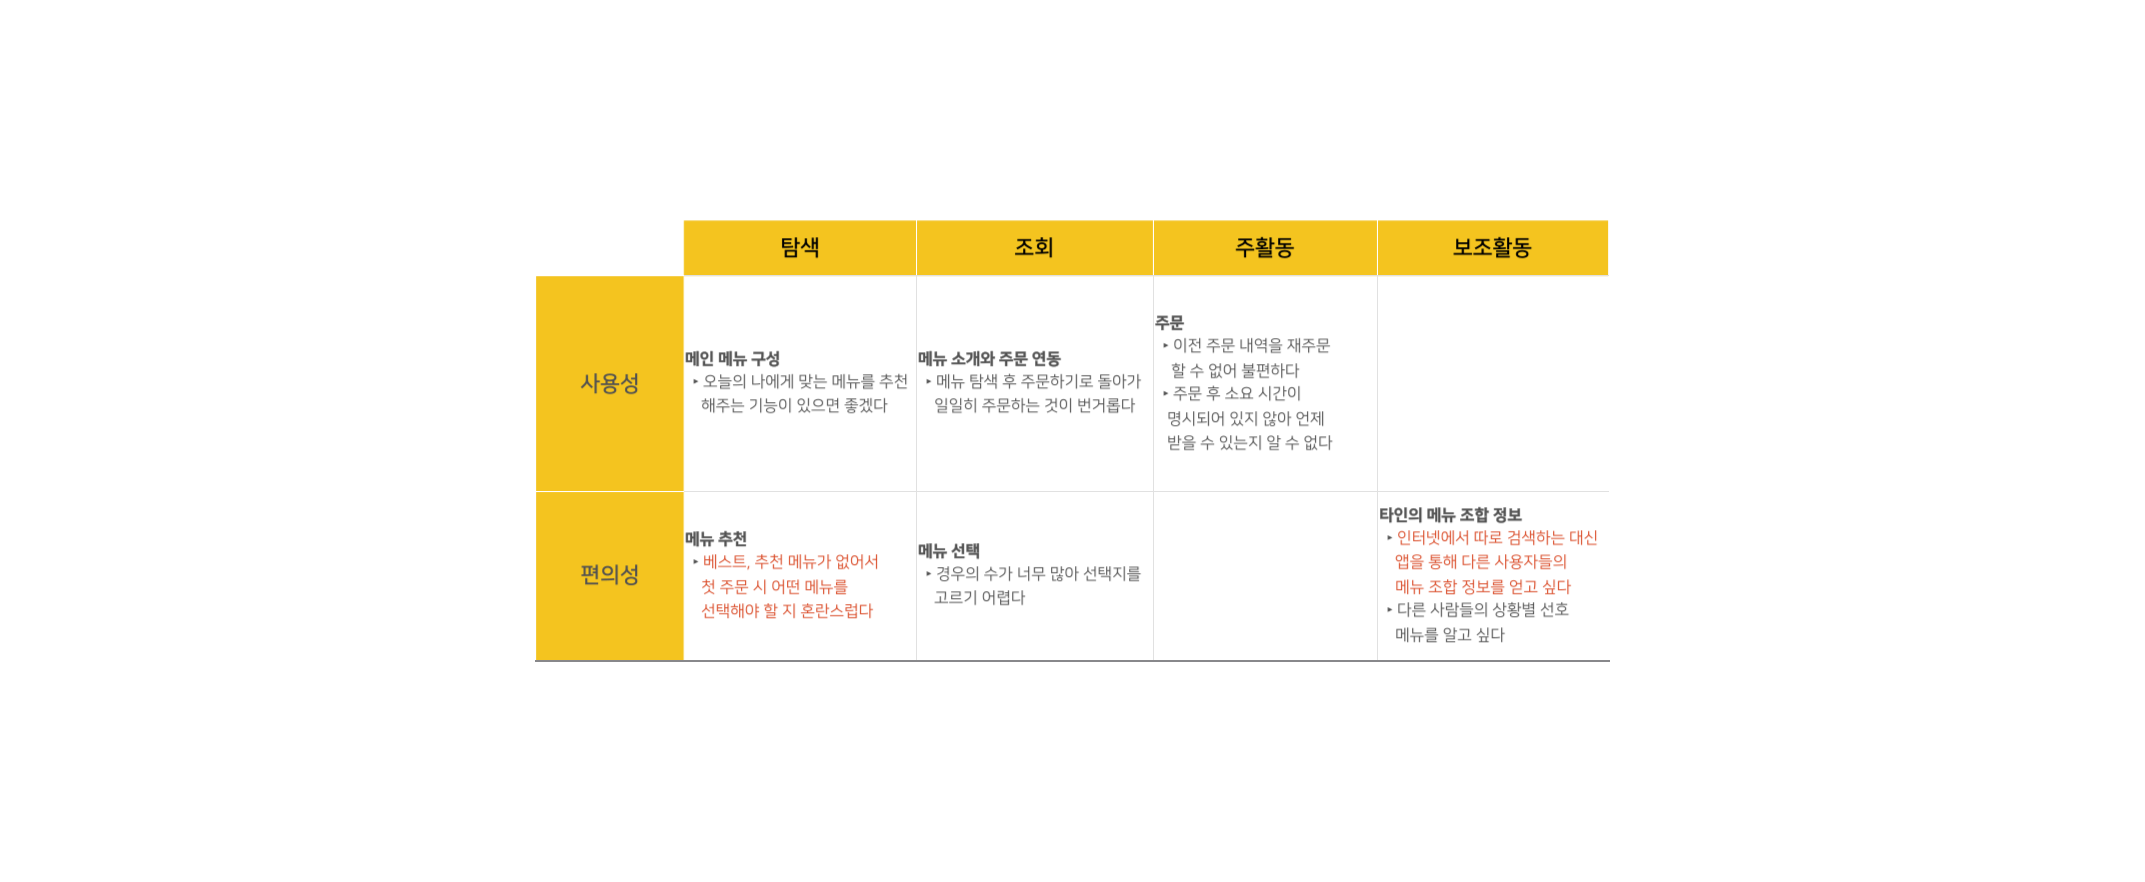 탐색
조회
주활동
보조활동
사용성
메인 메뉴 구성
‣ 오늘의 나에게 맞는 메뉴를 추천
해주는 기능이 있으면 좋겠다
메뉴 소개와 주문 연동
‣ 메뉴 탐색 후 주문하기로 돌아가
일일히 주문하는 것이 번거롭다
주문
‣ 이전 주문 내역을 재주문
할 수 없어 불편하다
‣ 주문 후 소요 시간이
명시되어 있지 않아 언제
받을 수 있는지 알 수 없다
편의성
메뉴 추천
‣ 베스트, 추천 메뉴가 없어서
첫 주문 시 어떤 메뉴를
선택해야 할 지 혼란스럽다
메뉴 선택
‣ 경우의 수가 너무 많아 선택지를
고르기 어렵다
타인의 메뉴 조합 정보
‣ 인터넷에서 따로 검색하는 대신
앱을 통해 다른 사용자들의
메뉴 조합 정보를 얻고 싶다
‣ 다른 사람들의 상황별 선호
메뉴를 알고 싶다